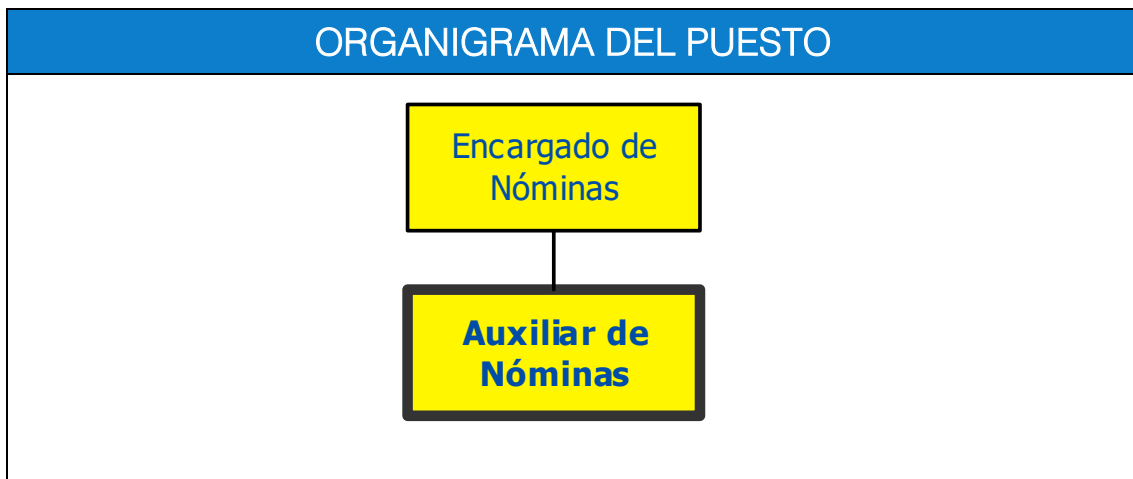 ORGANIGRAMA DEL PUESTO
Encargado de
Nóminas
Auxiliar de
Nóminas